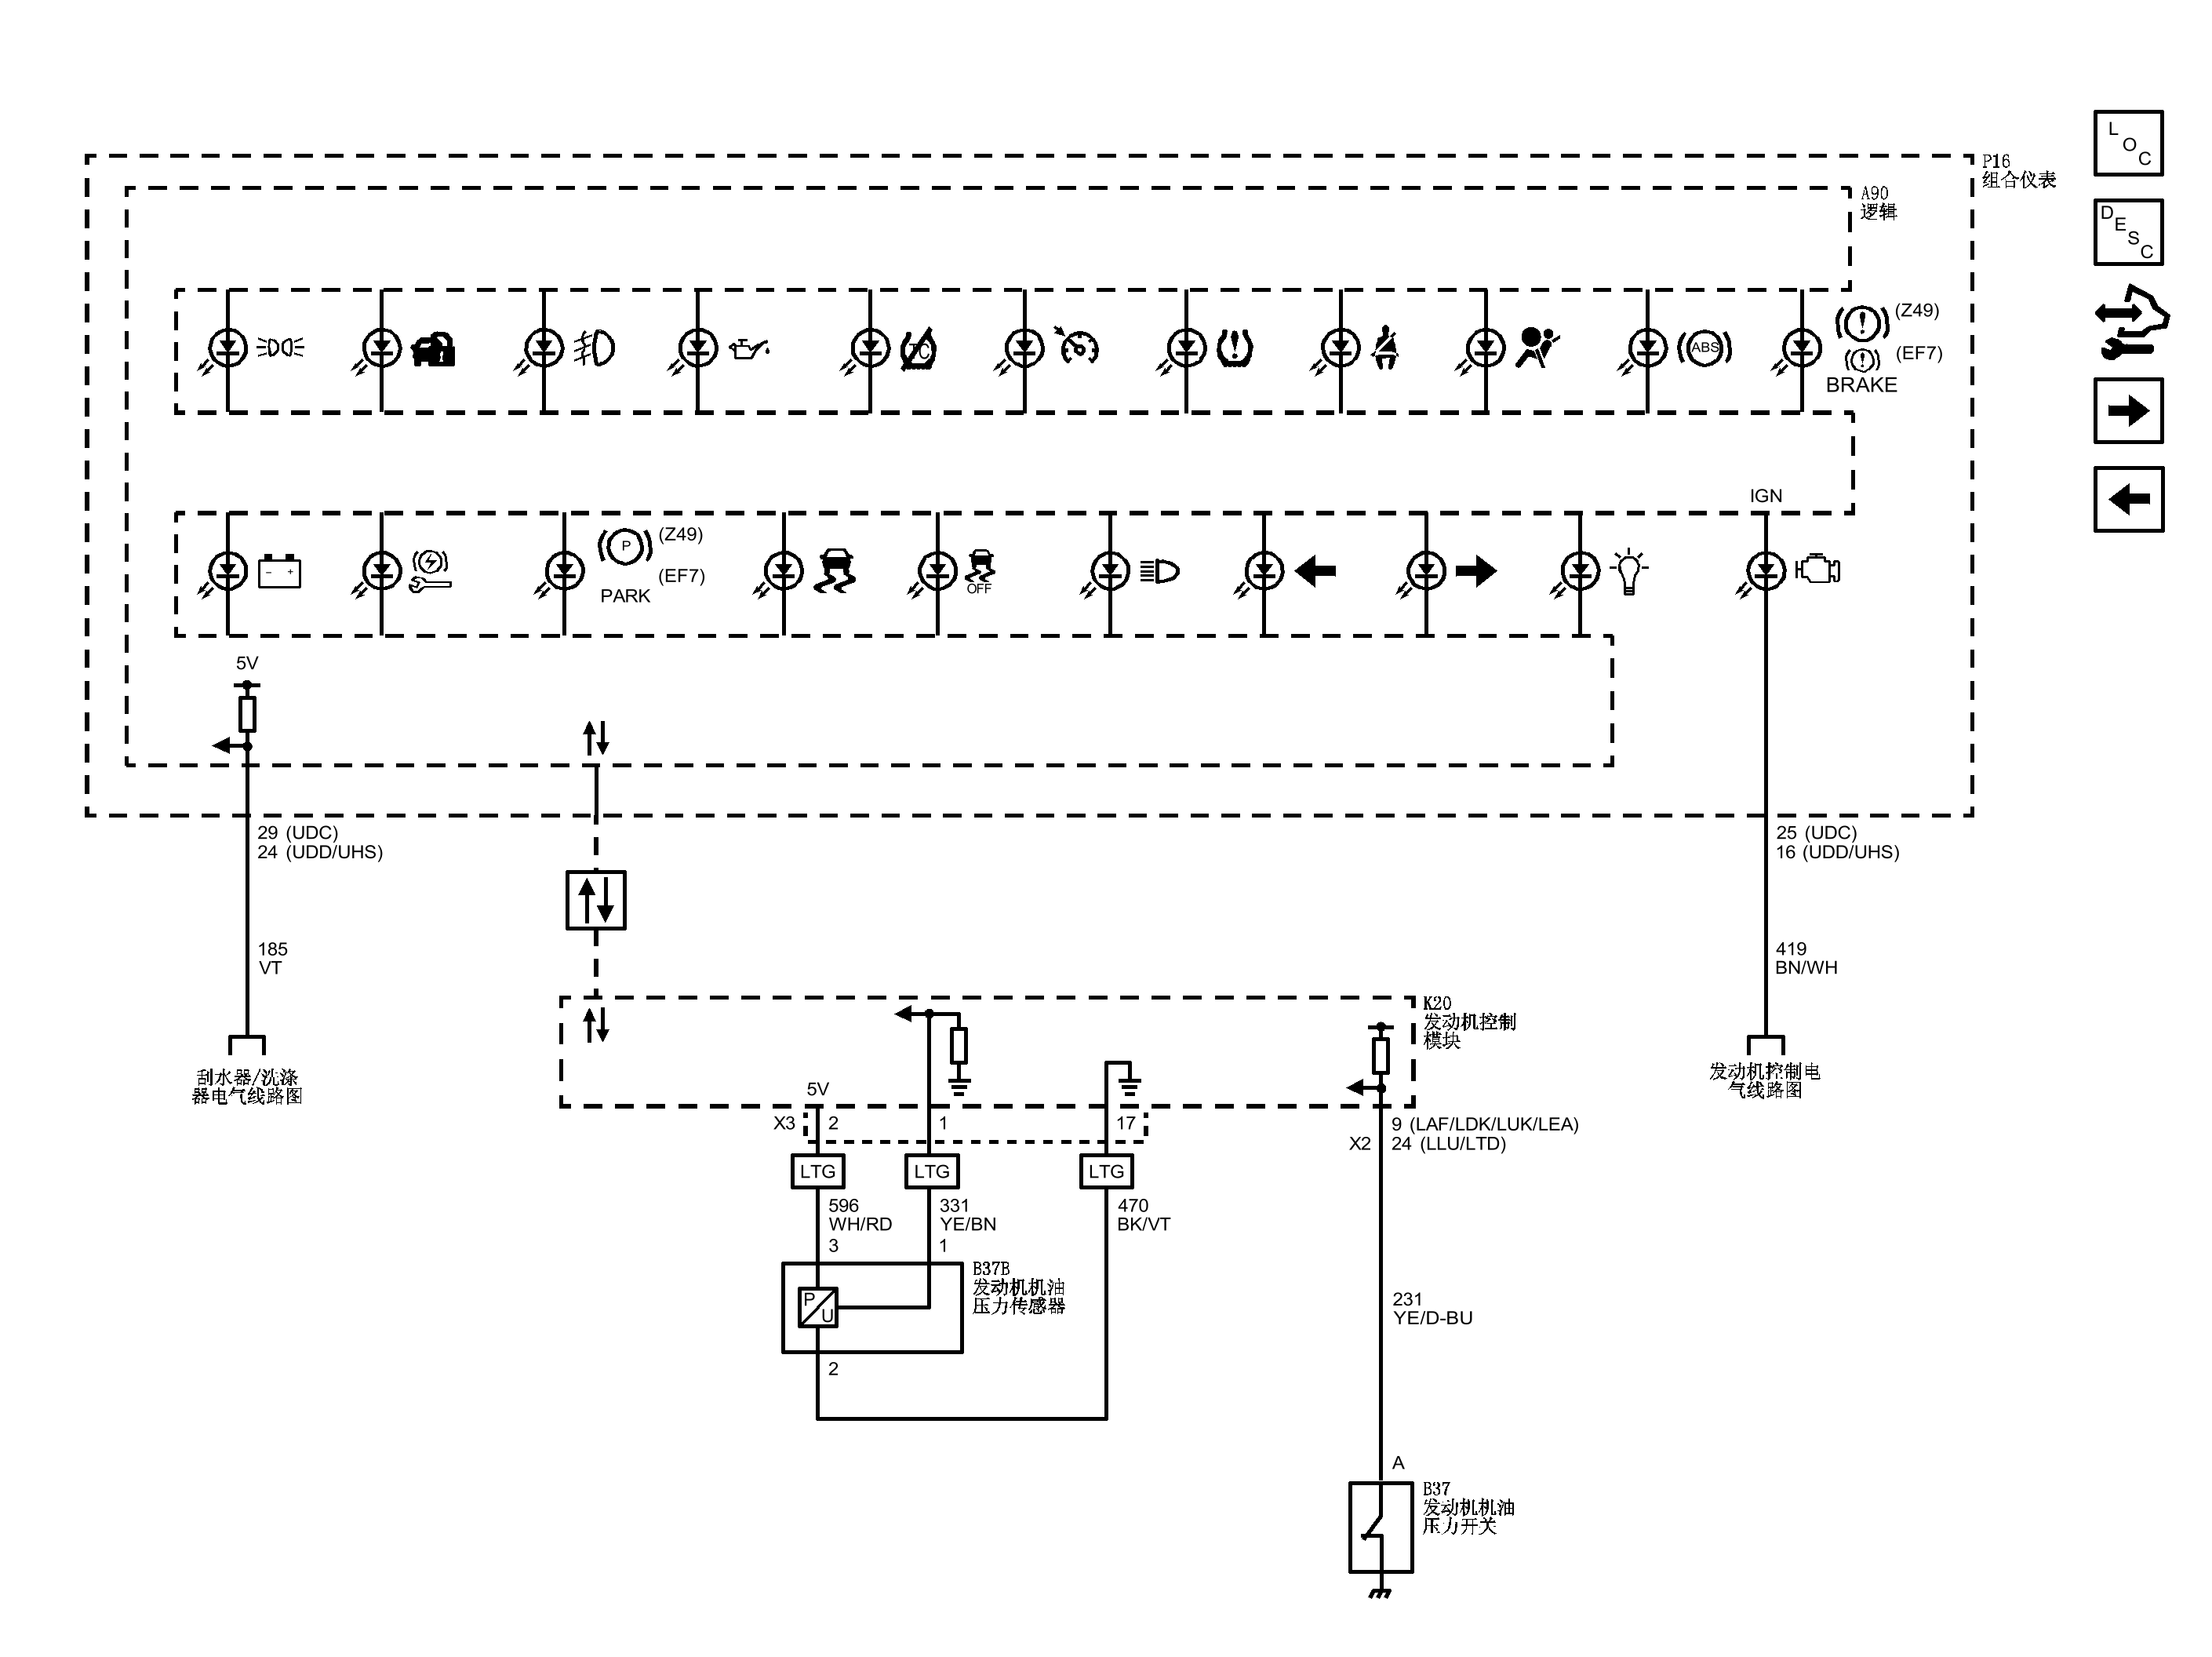 L
O
C
P16
组合仪表
D
E
S
C
A90
逻辑
TC
ABS
(Z49)
(EF7)
BRAKE
IGN
P
(Z49)
(EF7)
PARK
OFF
- +
5V
29 (UDC)
24 (UDD/UHS)
25 (UDC)
16 (UDD/UHS)
185
VT
419
BN/WH
K20
发动机控制
模块
刮水器/洗涤
器电气线路图
发动机控制电
气线路图
5V
X3 2 1 17
9 (LAF/LDK/LUK/LEA)
X2 24 (LLU/LTD)
LTG LTG LTG
596
WH/RD
331
YE/BN
470
BK/VT
3 1
B37B
发动机机油
压力传感器
P
U
231
YE/D-BU
2
A
B37
发动机机油
压力开关